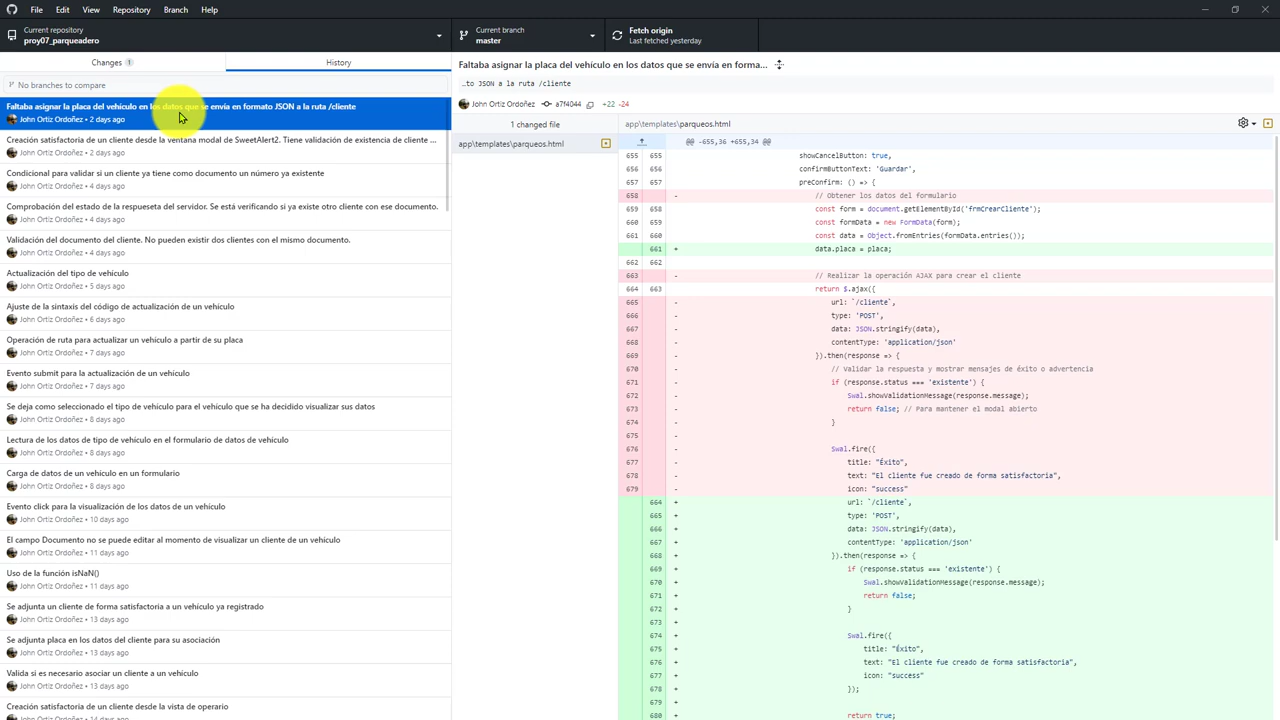 File Edit View Repository Branch Help
Current repository
proy07_parqueadero
Current branch
master
Fetch origin
Last fetched yesterday
Changes 1
History
No branches to compare
Faltaba asignar la placa del vehículo en los datos que se envía en formato JSON a la ruta /cliente
John Ortiz Ordoñez • 2 days ago
Creación satisfactoria de un cliente desde la ventana modal de SweetAlert2. Tiene validación de existencia de cliente ...
John Ortiz Ordoñez • 2 days ago
Condicional para validar si un cliente ya tiene como documento un número ya existente
John Ortiz Ordoñez • 4 days ago
Comprobación del estado de la respueseta del servidor. Se está verificando si ya existe otro cliente con ese documento.
John Ortiz Ordoñez • 4 days ago
Validación del documento del cliente. No pueden existir dos clientes con el mismo documento.
John Ortiz Ordoñez • 4 days ago
Actualización del tipo de vehículo
John Ortiz Ordoñez • 5 days ago
Ajuste de la sintaxis del código de actualización de un vehículo
John Ortiz Ordoñez • 6 days ago
Operación de ruta para actualizar un vehículo a partir de su placa
John Ortiz Ordoñez • 7 days ago
Evento submit para la actualización de un vehículo
John Ortiz Ordoñez • 7 days ago
Se deja como seleccionado el tipo de vehículo para el vehículo que se ha decidido visualizar sus datos
John Ortiz Ordoñez • 8 days ago
Lectura de los datos de tipo de vehículo en el formulario de datos de vehículo
John Ortiz Ordoñez • 8 days ago
Carga de datos de un vehículo en un formulario
John Ortiz Ordoñez • 8 days ago
Evento click para la visualización de los datos de un vehículo
John Ortiz Ordoñez • 10 days ago
El campo Documento no se puede editar al momento de visualizar un cliente de un vehículo
John Ortiz Ordoñez • 11 days ago
Uso de la función isNaN()
John Ortiz Ordoñez • 11 days ago
Se adjunta un cliente de forma satisfactoria a un vehículo ya registrado
John Ortiz Ordoñez • 13 days ago
Se adjunta placa en los datos del cliente para su asociación
John Ortiz Ordoñez • 13 days ago
Valida si es necesario asociar un cliente a un vehículo
John Ortiz Ordoñez • 13 days ago
Creación satisfactoria de un cliente desde la vista de operario
John Ortiz Ordoñez • 14 days ago
Faltaba asignar la placa del vehículo en los datos que se envía en forma...
...to JSON a la ruta /cliente
John Ortiz Ordoñez a7f4044 +22 -24
1 changed file
app\templates\parqueos.html
app\templates\parqueos.html
@@ -655,36 +655,34 @@
655 655 showCancelButton: true,
656 656 confirmButtonText: 'Guardar',
657 657 preConfirm: () => {
658 - // Obtener los datos del formulario
659 658 const form = document.getElementById('frmCrearCliente');
660 659 const formData = new FormData(form);
661 660 const data = Object.fromEntries(formData.entries());
661 + data.placa = placa;
662 662
663 - // Realizar la operación AJAX para crear el cliente
664 663 return $.ajax({
665 - url: `/cliente`,
666 - type: 'POST',
667 - data: JSON.stringify(data),
668 - contentType: 'application/json'
669 - }).then(response => {
670 - // Validar la respuesta y mostrar mensajes de éxito o advertencia
671 - if (response.status === 'existente') {
672 - Swal.showValidationMessage(response.message);
673 - return false; // Para mantener el modal abierto
674 - }
675 -
676 - Swal.fire({
677 - title: "Éxito",
678 - text: "El cliente fue creado de forma satisfactoria",
679 - icon: "success"
664 + url: `/cliente`,
665 + type: 'POST',
666 + data: JSON.stringify(data),
667 + contentType: 'application/json'
668 + }).then(response => {
669 + if (response.status === 'existente') {
670 + Swal.showValidationMessage(response.message);
671 + return false;
672 + }
673 +
674 + Swal.fire({
675 + title: "Éxito",
676 + text: "El cliente fue creado de forma satisfactoria",
677 + icon: "success"
678 + });
679 +
680 + return true;